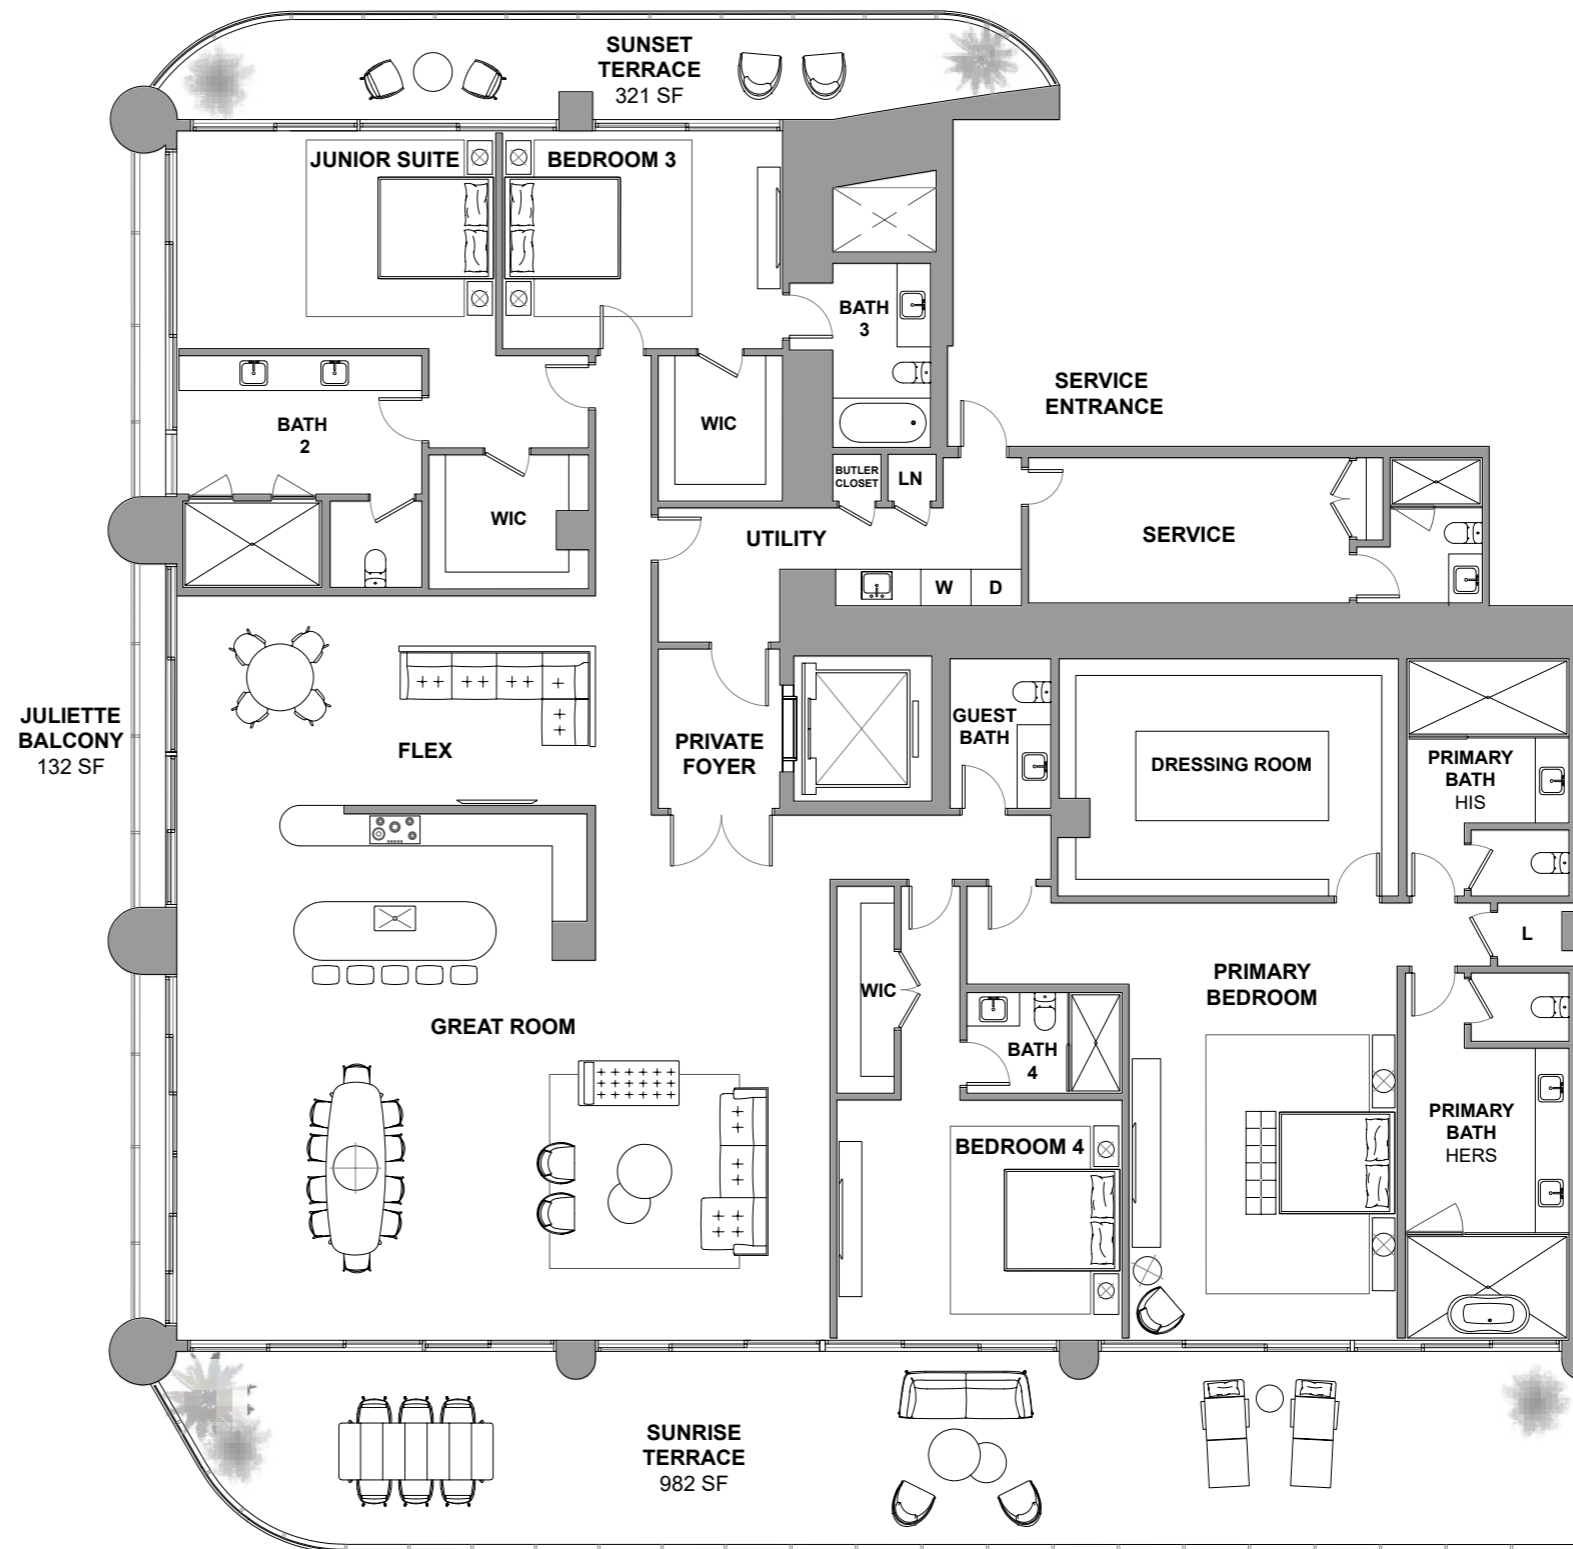 SUNSET
TERRACE
321 SF
JUNIOR SUITE
BEDROOM 3
BATH
3
SERVICE
ENTRANCE
BATH
2
WIC
BUTLER
CLOSET
LN
WIC
UTILITY
SERVICE
W
D
JULIETTE
BALCONY
132 SF
FLEX
PRIVATE
FOYER
GUEST
BATH
DRESSING ROOM
PRIMARY
BATH
HIS
L
WIC
PRIMARY
BEDROOM
GREAT ROOM
BATH
4
BEDROOM 4
PRIMARY
BATH
HERS
SUNRISE
TERRACE
982 SF